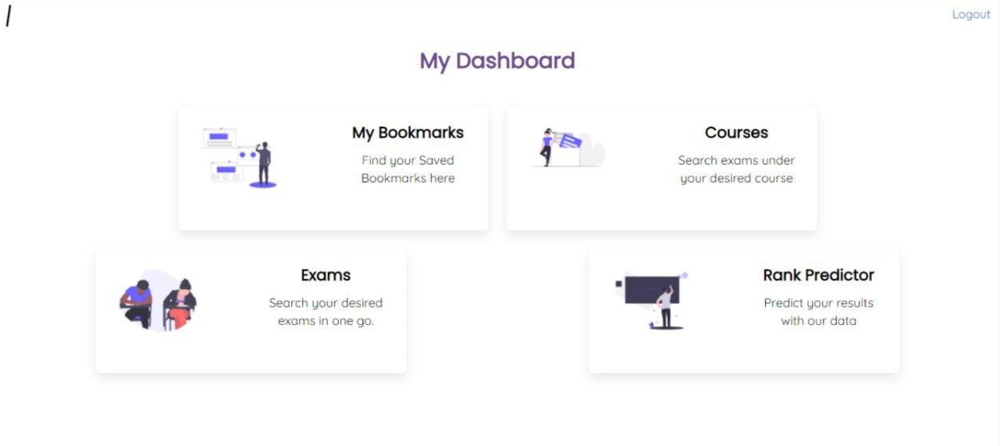 /
Logout
My Dashboard
My Bookmarks
Find your Saved
Bookmarks here
Courses
Search exams under
your desired course
Exams
Search your desired
exams in one go.
Rank Predictor
Predict your results
with our data